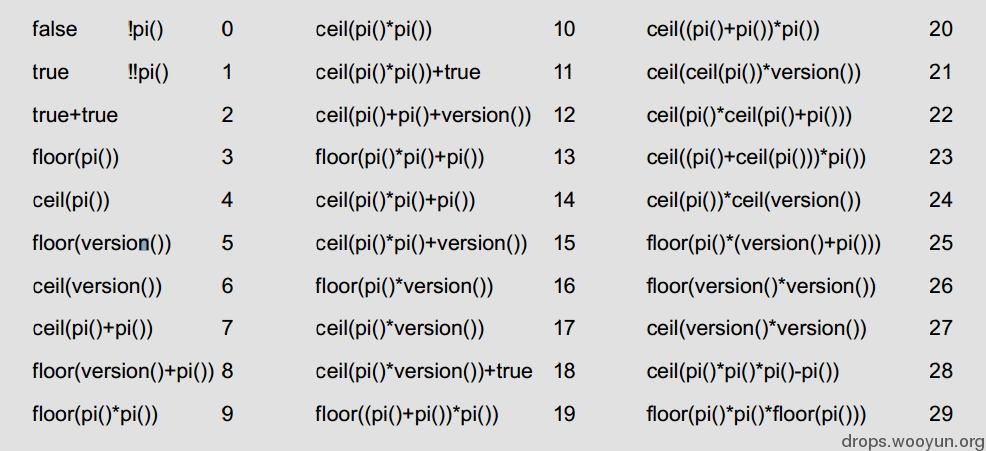 false !pi() 0 ceil(pi()*pi()) 10 ceil((pi()+pi())*pi()) 20
true !!pi() 1 ceil(pi()*pi())+true 11 ceil(ceil(pi())*version()) 21
true+true 2 ceil(pi()+pi()+version()) 12 ceil(pi()*ceil(pi()+pi())) 22
floor(pi()) 3 floor(pi()*pi()+pi()) 13 ceil((pi()+ceil(pi()))*pi()) 23
ceil(pi()) 4 ceil(pi()*pi()+pi()) 14 ceil(pi())*ceil(version()) 24
floor(version()) 5 ceil(pi()*pi()+version()) 15 floor(pi()*(version()+pi())) 25
ceil(version()) 6 floor(pi()*version()) 16 floor(version()*version()) 26
ceil(pi()+pi()) 7 ceil(pi()*version()) 17 ceil(version()*version()) 27
floor(version()+pi()) 8 ceil(pi()*version())+true 18 ceil(pi()*pi()*pi()-pi()) 28
floor(pi()*pi()) 9 floor((pi()+pi())*pi()) 19 floor(pi()*pi()*floor(pi())) 29
drops.wooyun.org